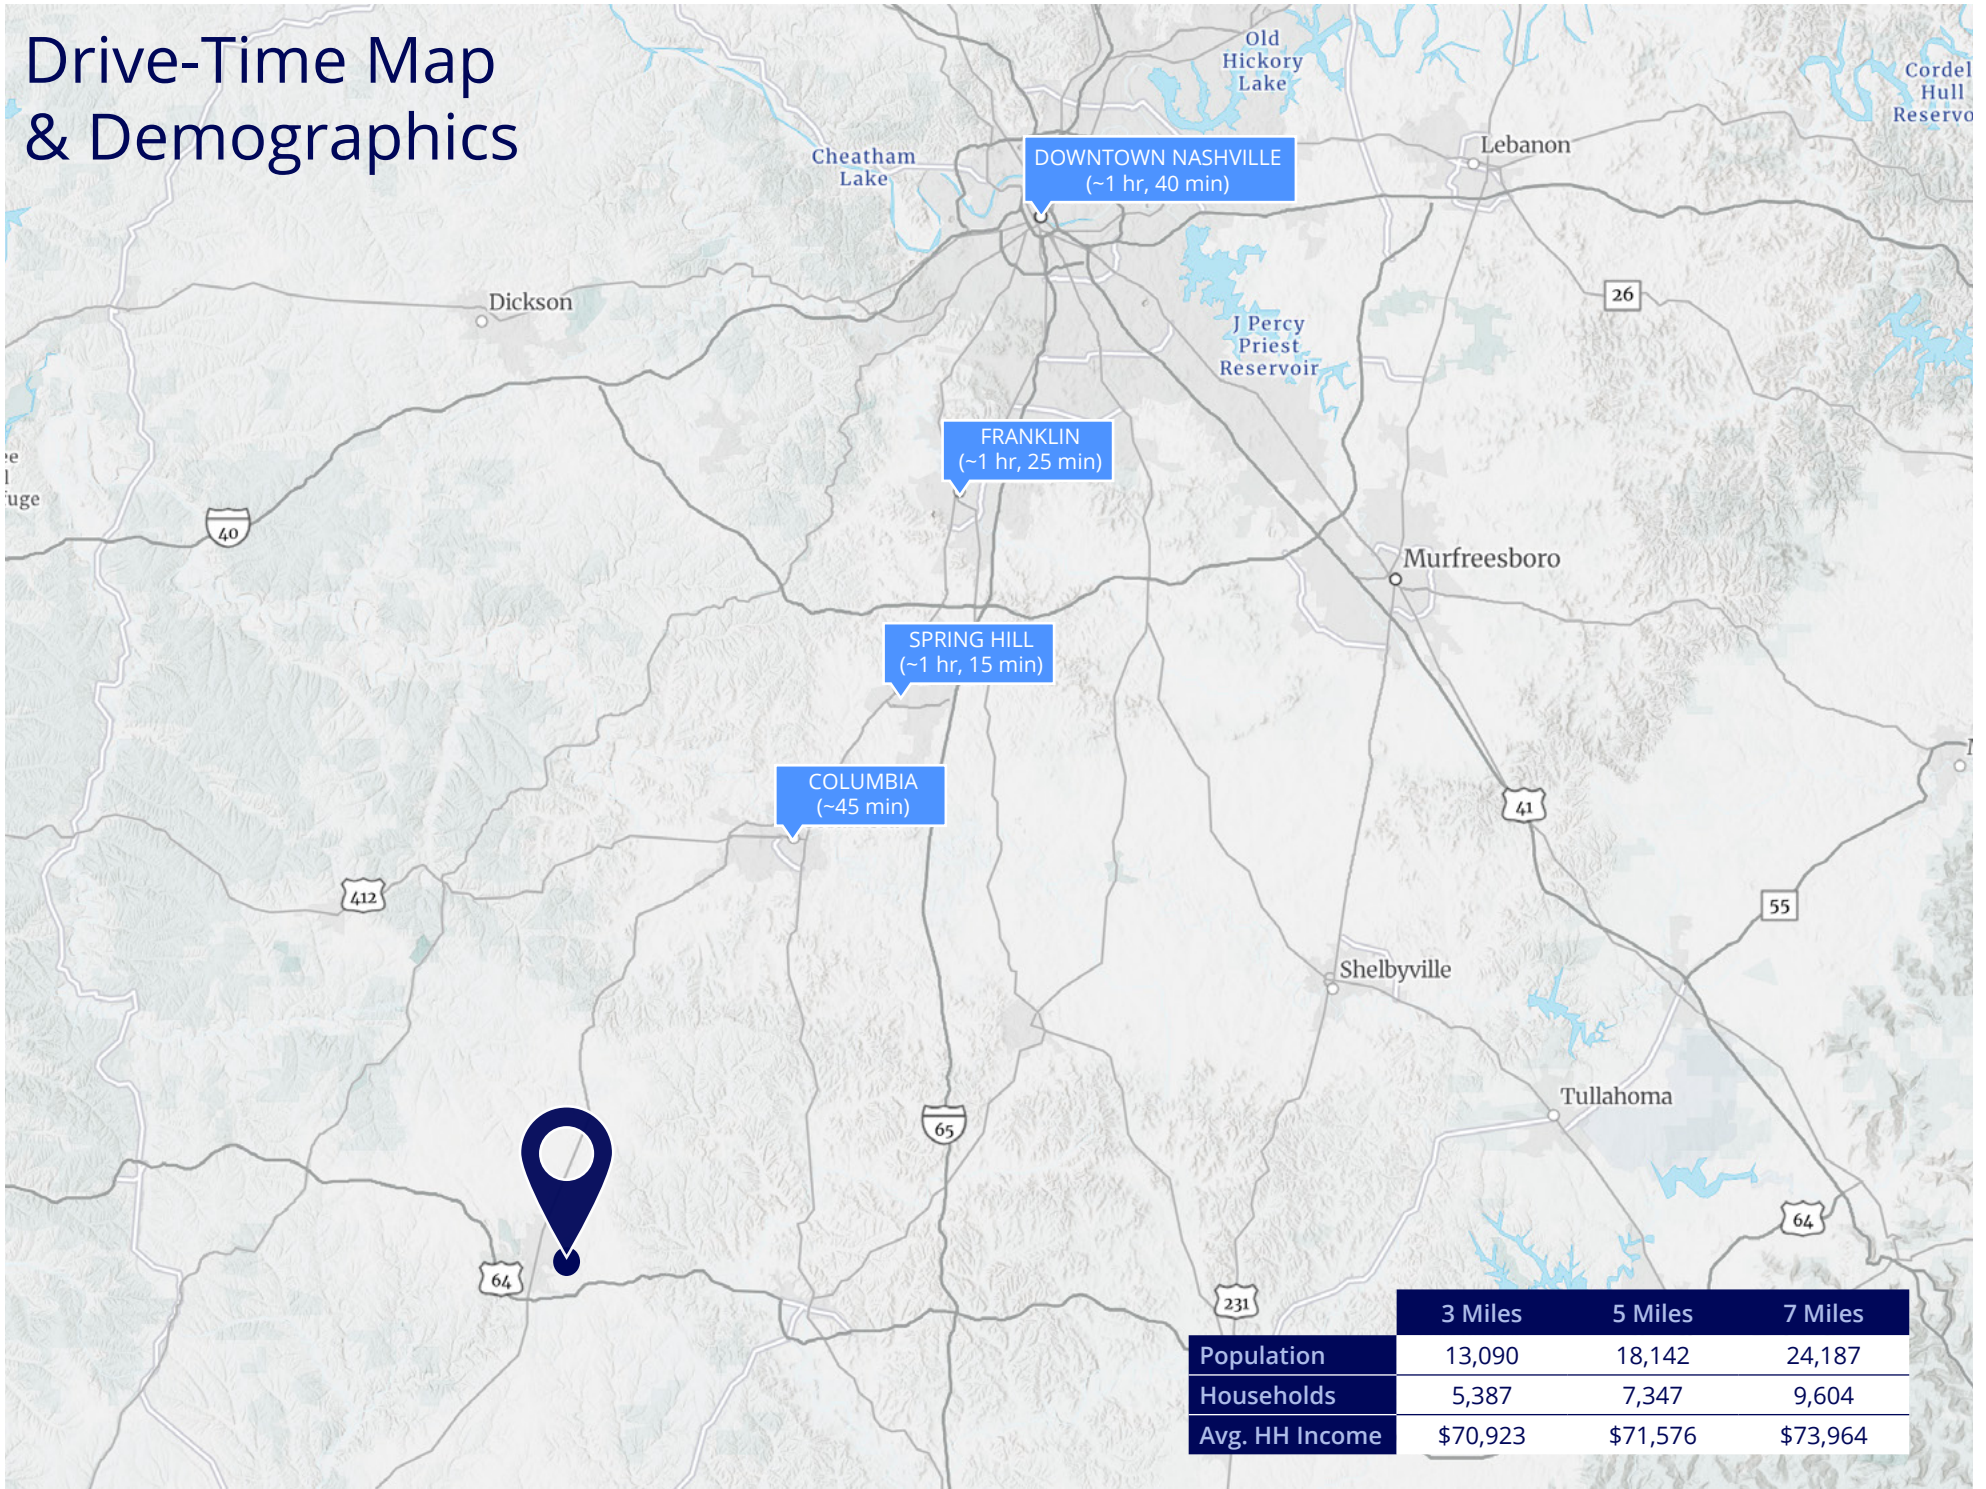 Drive-Time Map
& Demographics
Old
Hickory
Lake
Cordel
Hull
Reservo
Cheatham
Lake
DOWNTOWN NASHVILLE
(~1 hr, 40 min)
Lebanon
Dickson
26
J Percy
Priest
Reservoir
FRANKLIN
(~1 hr, 25 min)
ee
l
fuge
40
Murfreesboro
SPRING HILL
(~1 hr, 15 min)
COLUMBIA
(~45 min)
41
412
55
Shelbyville
Tullahoma
65
64
64
231
3 Miles 5 Miles 7 Miles
Population 13,090 18,142 24,187
Households 5,387 7,347 9,604
Avg. HH Income $70,923 $71,576 $73,964